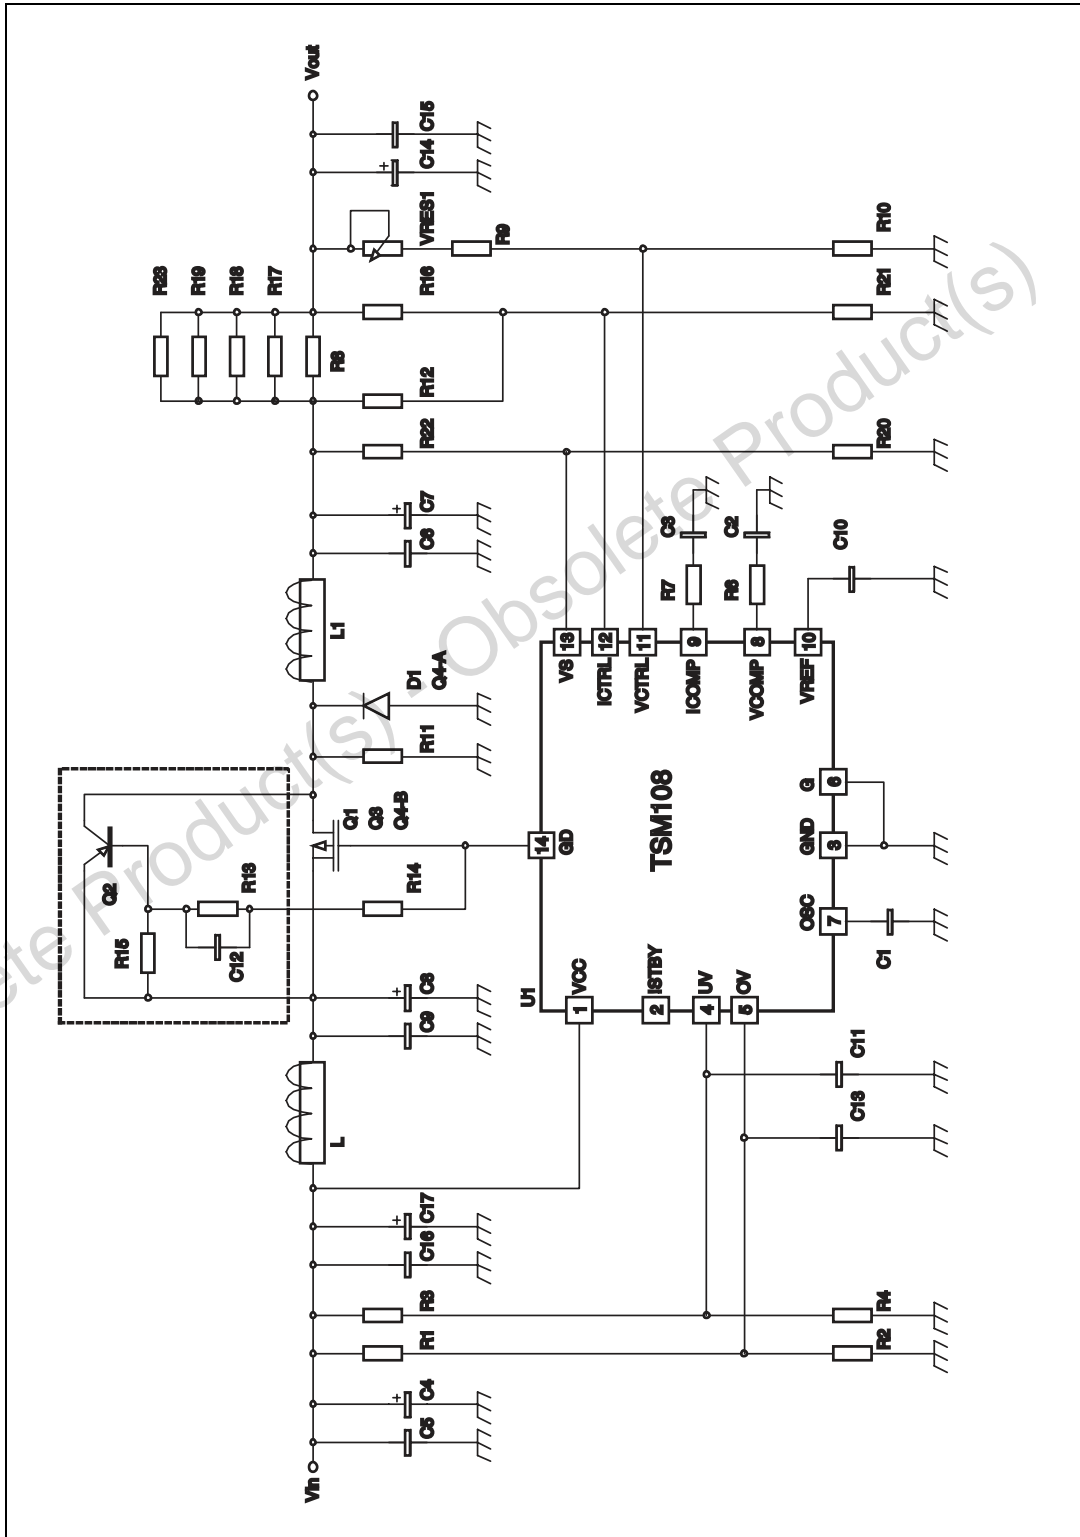 Vin
Vout
C5
C4
R1
R3
C16
C17
L
C9
C8
Q2
R15
C12
R13
R14
Q1
Q3
Q4-B
R11
D1
Q4-A
L1
C6
C7
R22
R12
R23
R19
R18
R17
R8
R16
VRES1
R9
C14
C15
U1
TSM108
1
VCC
2
ISTBY
4
UV
5
OV
14
GD
13
VS
12
ICTRL
11
VCTRL
9
ICOMP
8
VCOMP
10
VREF
7
OSC
3
GND
6
G
R7
C3
R6
C2
C10
C1
C11
C13
R2
R4
R20
R21
R10
ete Product(s) - Obsolete Product(s)